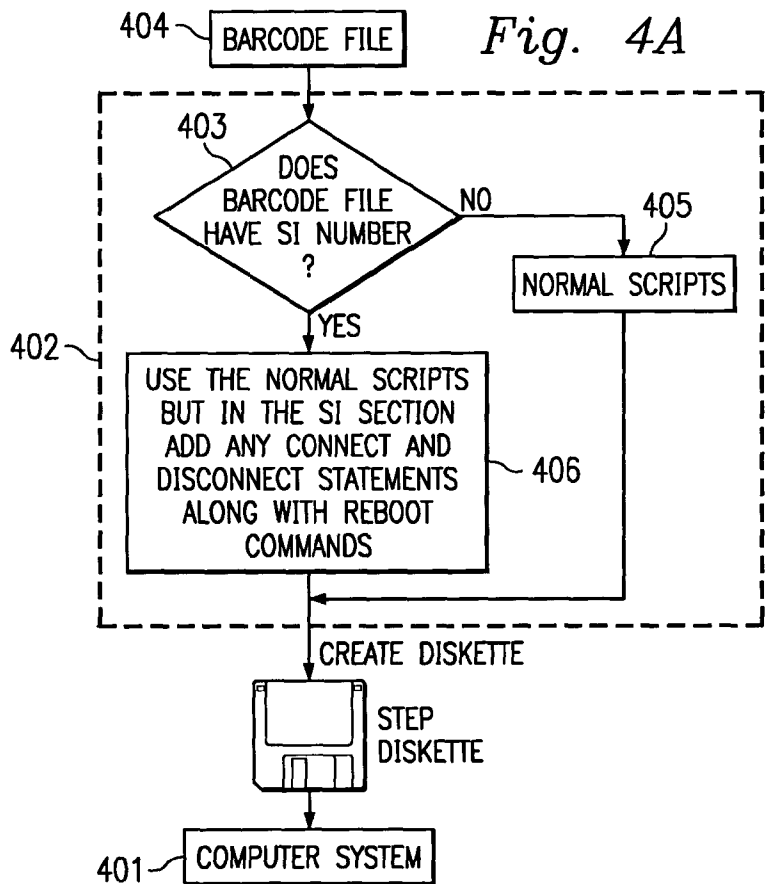 404
BARCODE FILE
Fig. 4A
403
DOES
BARCODE FILE
HAVE SI NUMBER
?
NO
405
NORMAL SCRIPTS
YES
402
USE THE NORMAL SCRIPTS
BUT IN THE SI SECTION
ADD ANY CONNECT AND
DISCONNECT STATEMENTS
ALONG WITH REBOOT
COMMANDS
406
CREATE DISKETTE
STEP
DISKETTE
401
COMPUTER SYSTEM